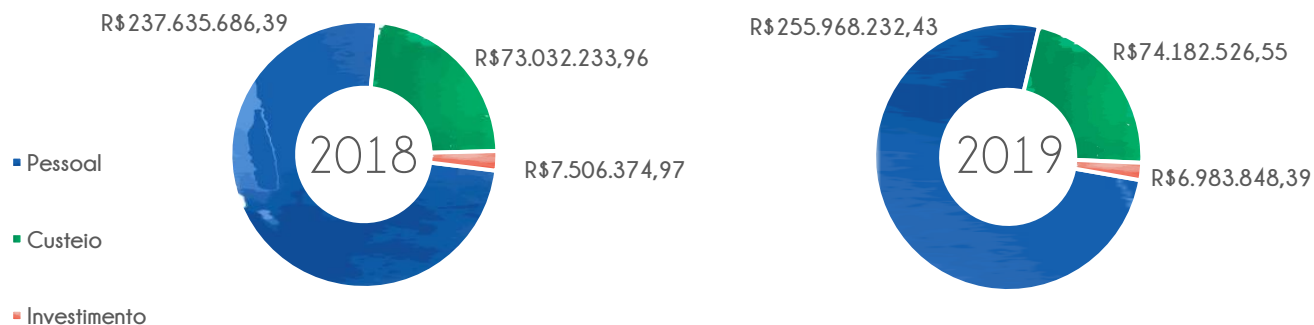 R$237.635.686,39
R$73.032.233,96
2018
R$7.506.374,97
R$255.968.232,43
R$74.182.526,55
2019
R$6.983.848,39
Pessoal
Custeio
Investimento